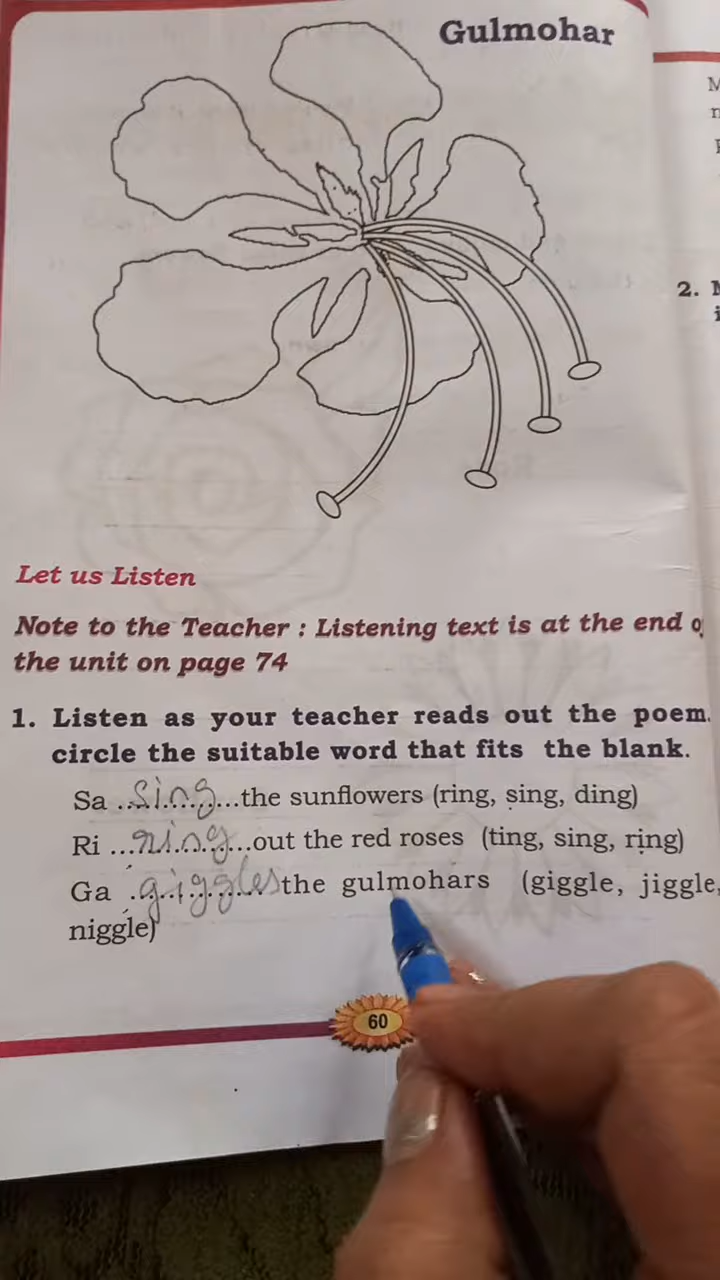 Gulmohar
2.
Let us Listen
Note to the Teacher : Listening text is at the end
the unit on page 74
1. Listen as your teacher reads out the poem.
circle the suitable word that fits the blank.
Sa ...sing...the sunflowers (ring, sing, ding)
Ri ...ring...out the red roses (ting, sing, ring)
Ga .giggles the gulmohars (giggle, jiggle,
niggle)
60